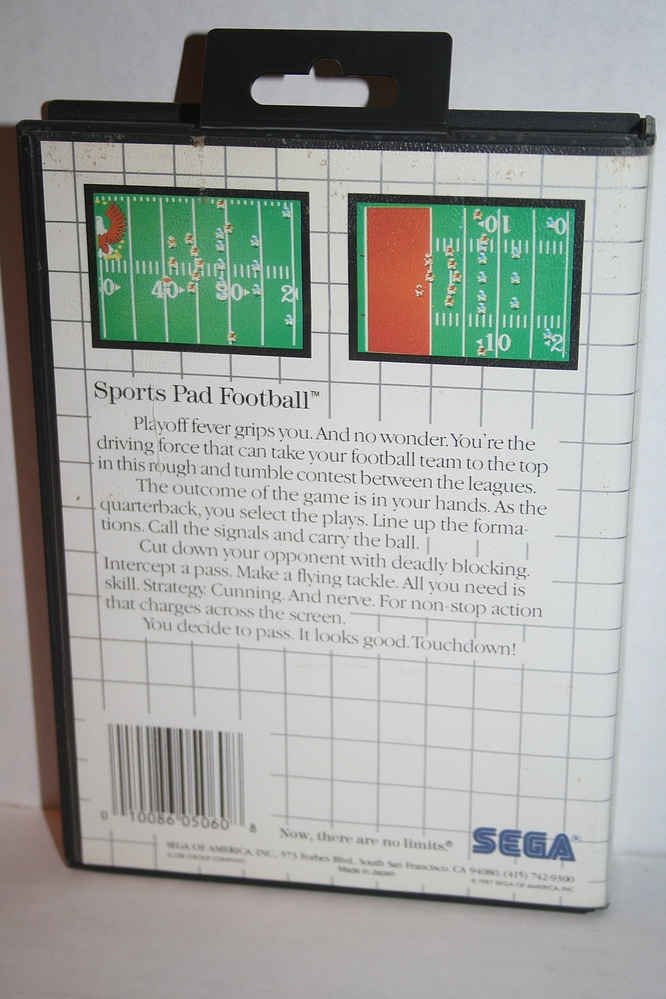 0 40 30 2
10 0
10 2
Sports Pad Football™
Playoff fever grips you. And no wonder. You're the
driving force that can take your football team to the top
in this rough and tumble contest between the leagues.
The outcome of the game is in your hands. As the
quarterback, you select the plays. Line up the forma-
tions. Call the signals and carry the ball.
Cut down your opponent with deadly blocking.
Intercept a pass. Make a flying tackle. All you need is
skill. Strategy. Cunning. And nerve. For non-stop action
that charges across the screen.
You decide to pass. It looks good. Touchdown!
0 10086 05060 8
Now, there are no limits.®
SEGA®
SEGA OF AMERICA, INC., 573 Forbes Blvd., South San Francisco, CA 94080, (415) 742-9300
A CSK GROUP COMPANY
Made in Japan
© 1987 SEGA OF AMERICA, INC.